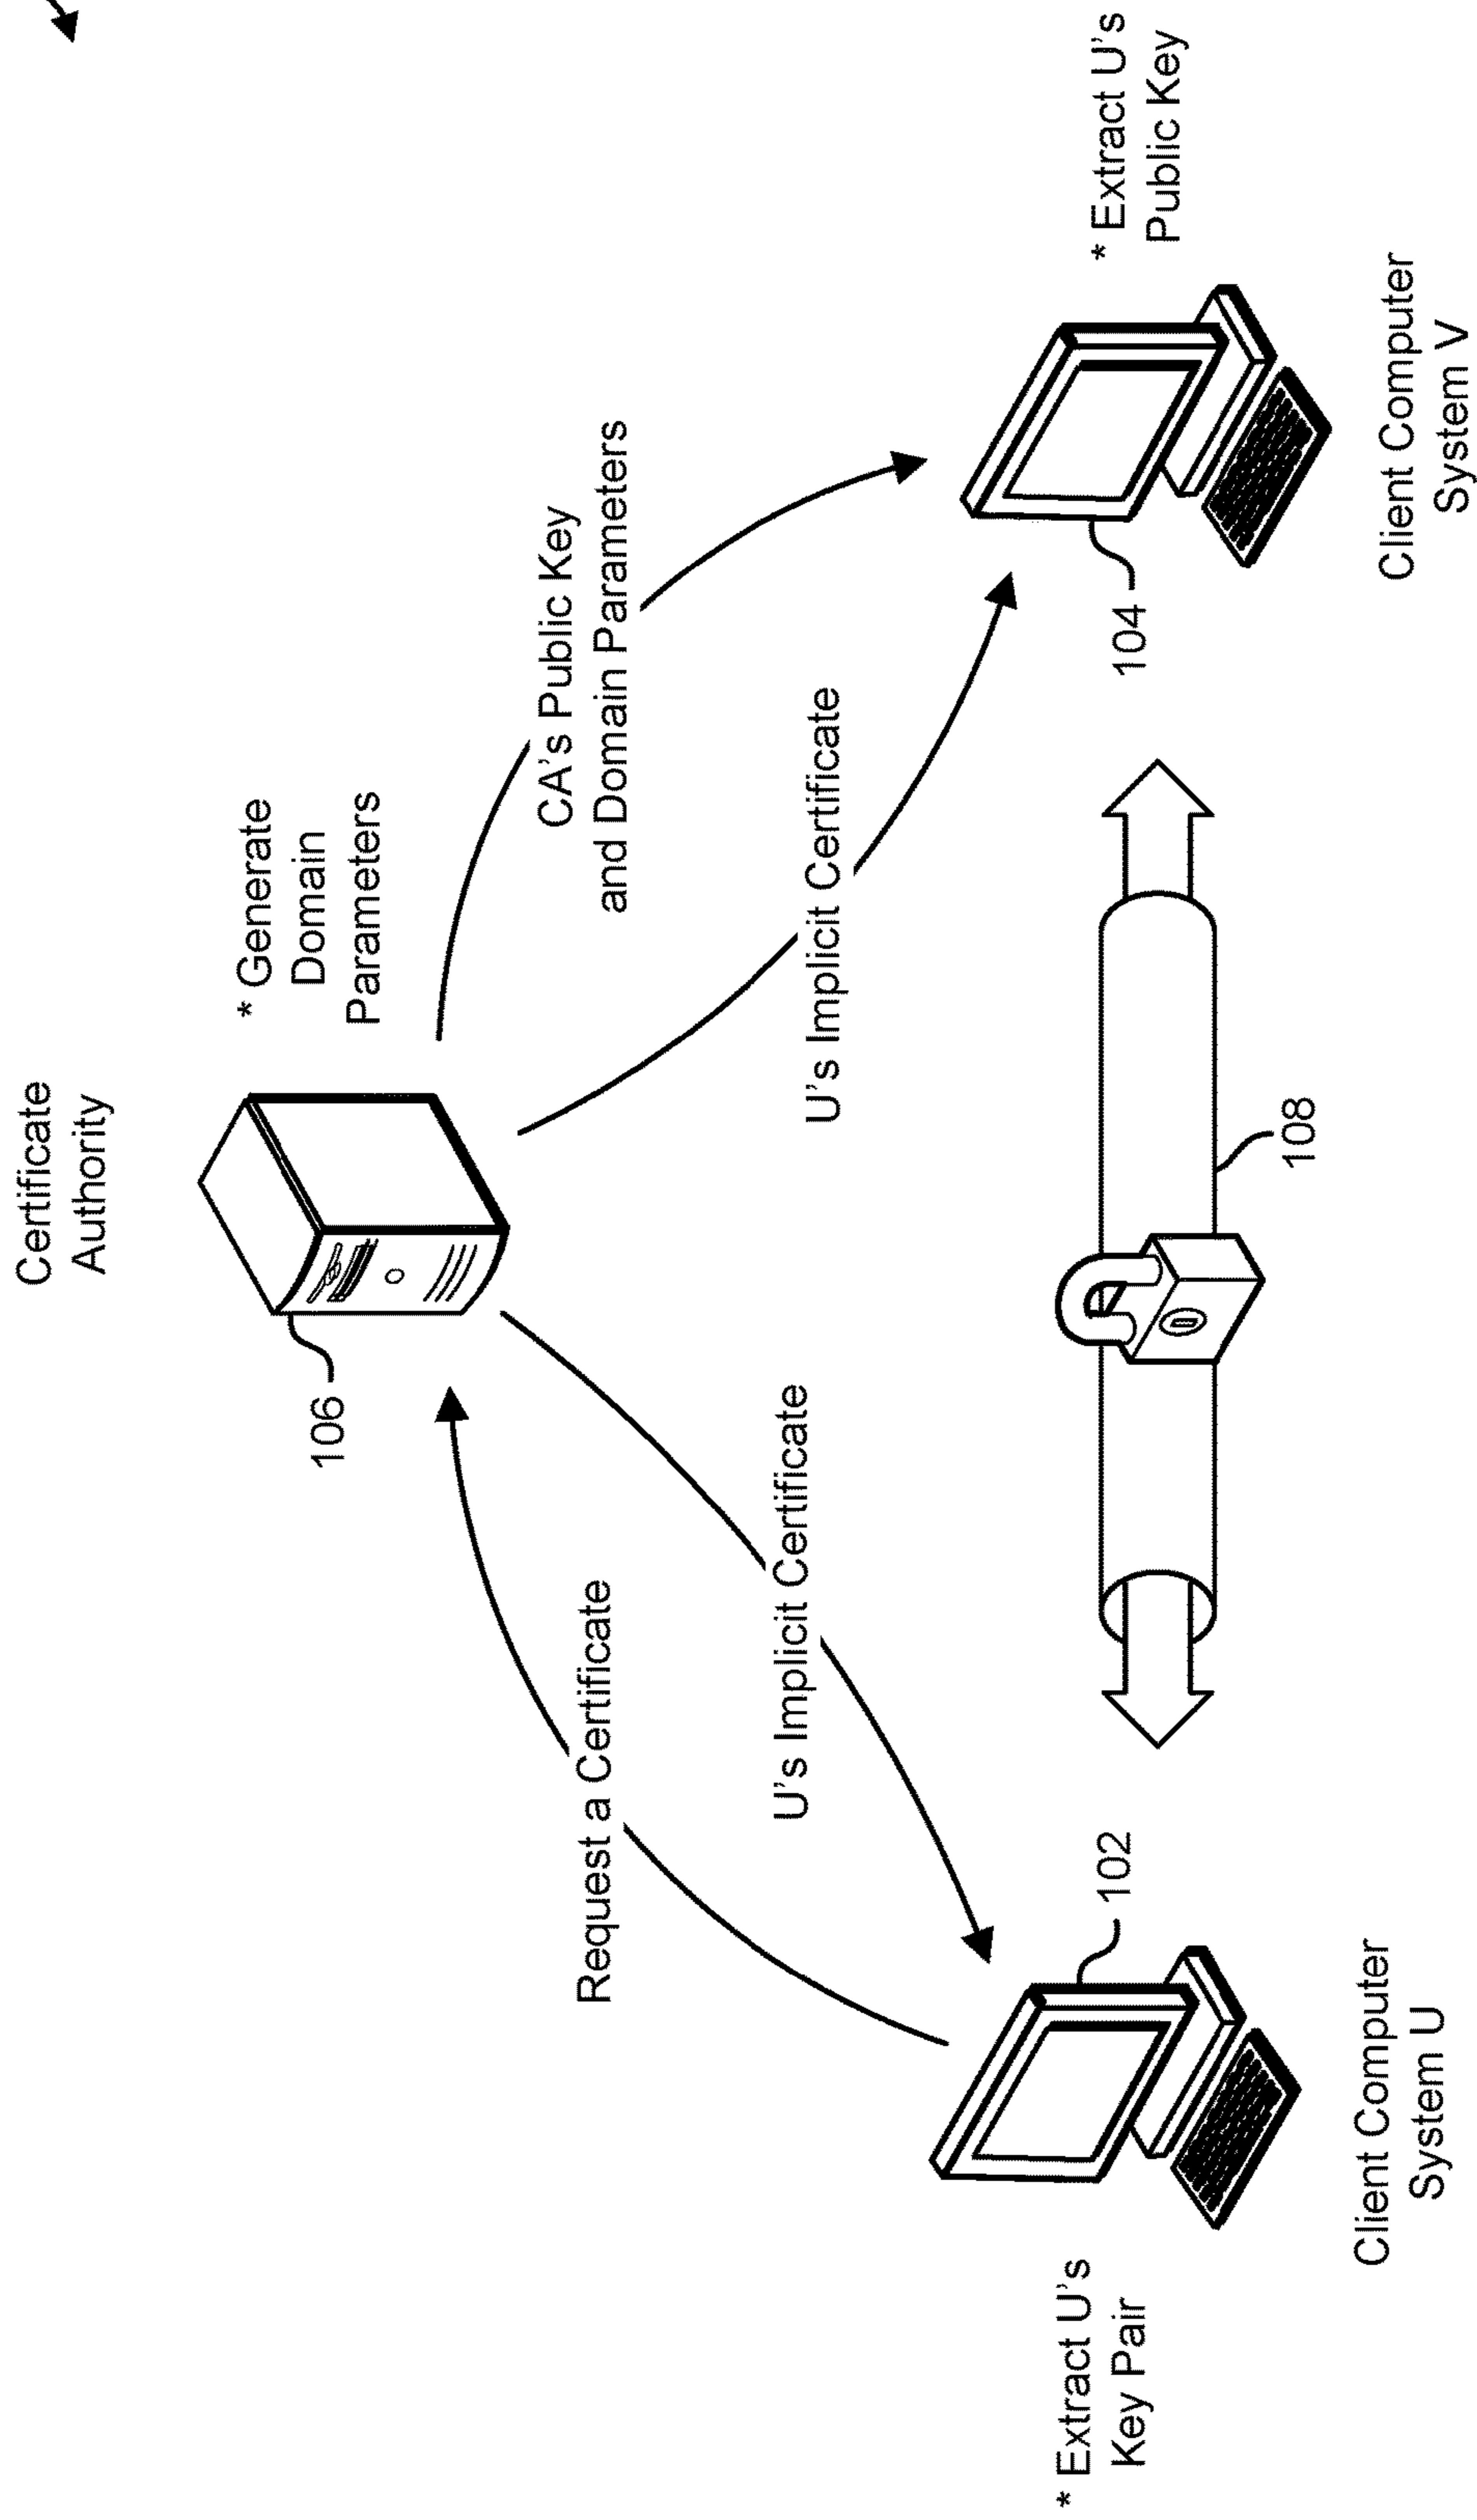 Certificate
Authority
* Generate
Domain
Parameters
106
Request a Certificate
CA's Public Key
and Domain Parameters
U's Implicit Certificate
U's Implicit Certificate
* Extract U's
Key Pair
102
104
* Extract U's
Public Key
108
Client Computer
System U
Client Computer
System V